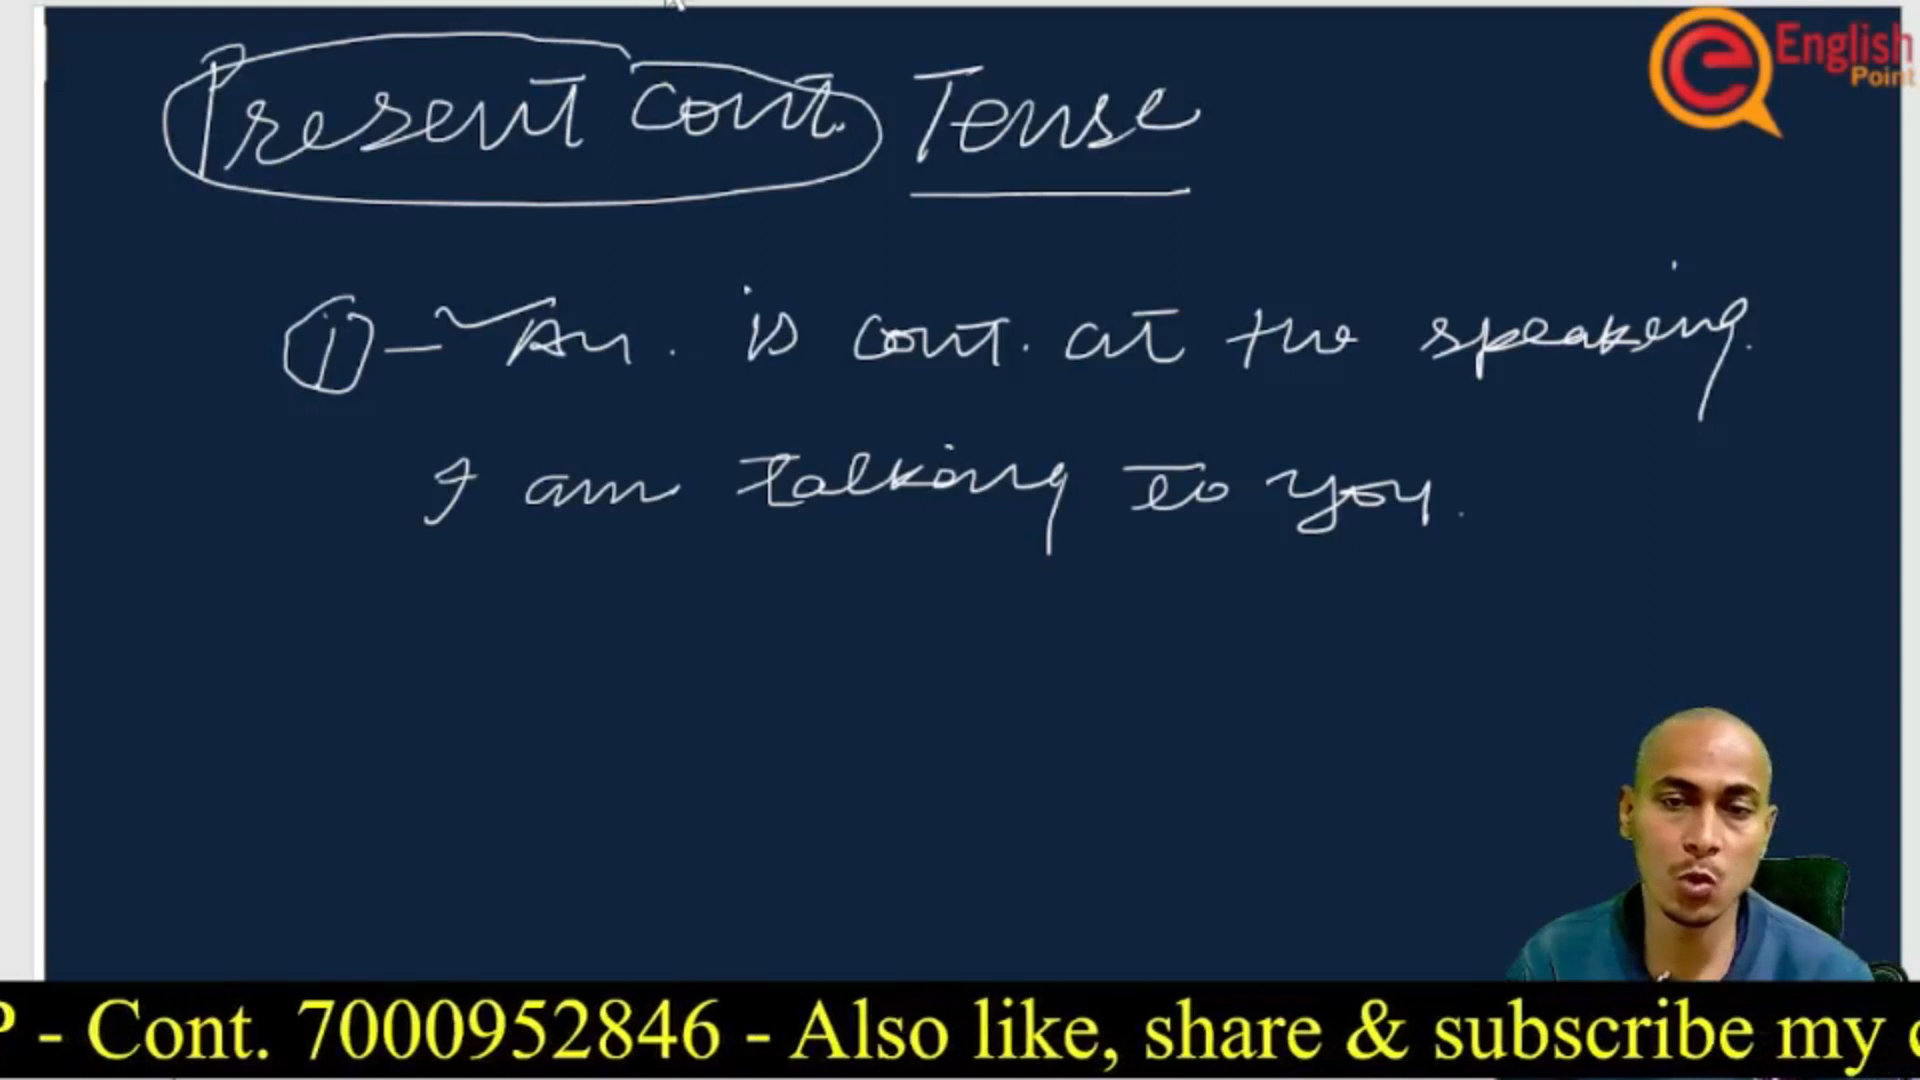 Present cont. Tense
English
Point
① - An. is cont. at the speaking.
I am talking to you.
P - Cont. 7000952846 - Also like, share & subscribe my c